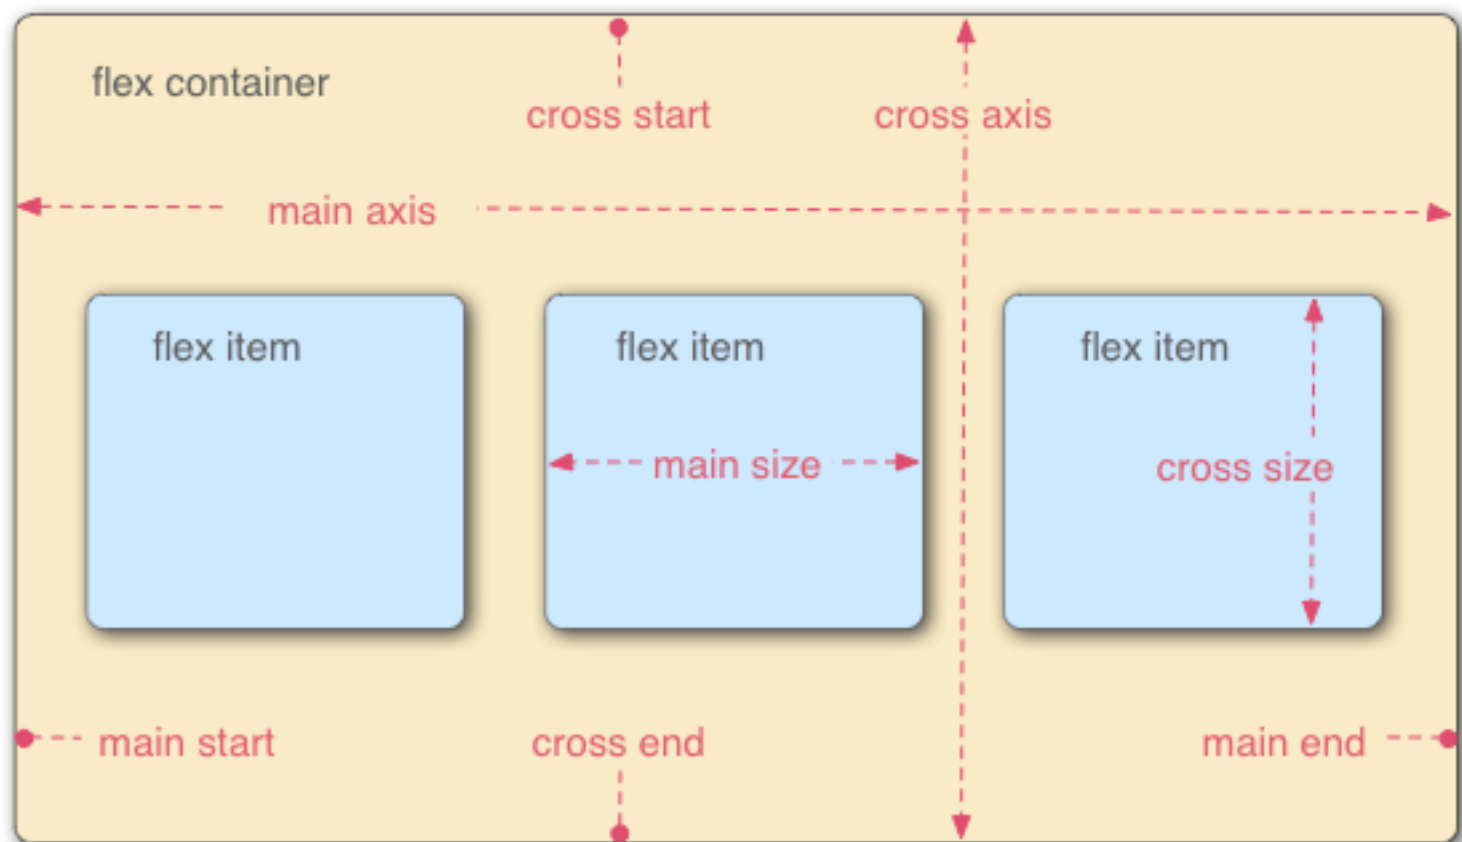 flex container
cross start
cross axis
main axis
flex item
flex item
flex item
main size
cross size
main start
cross end
main end